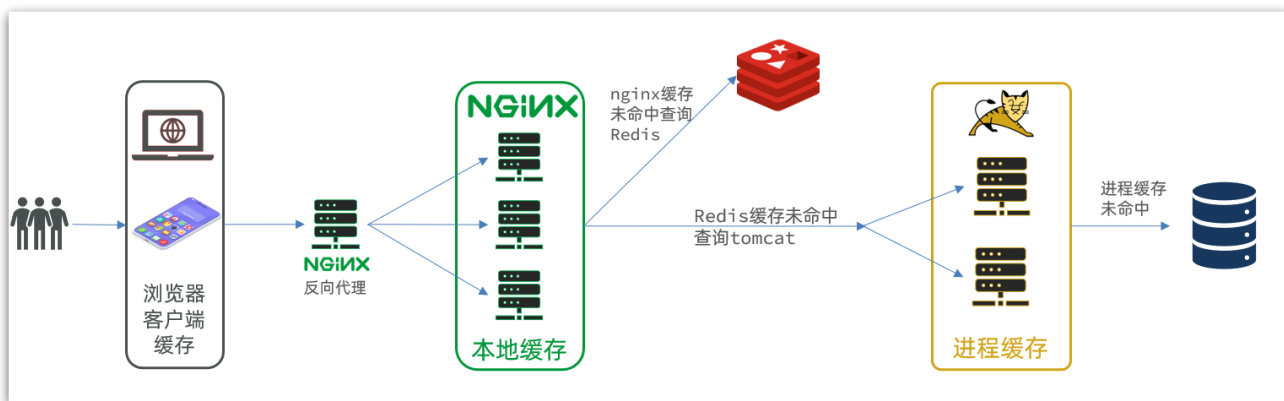 浏览器
客户端
缓存
NGINX
反向代理
NGINX
本地缓存
nginx缓存
未命中查询
Redis
Redis缓存未命中
查询tomcat
进程缓存
进程缓存
未命中